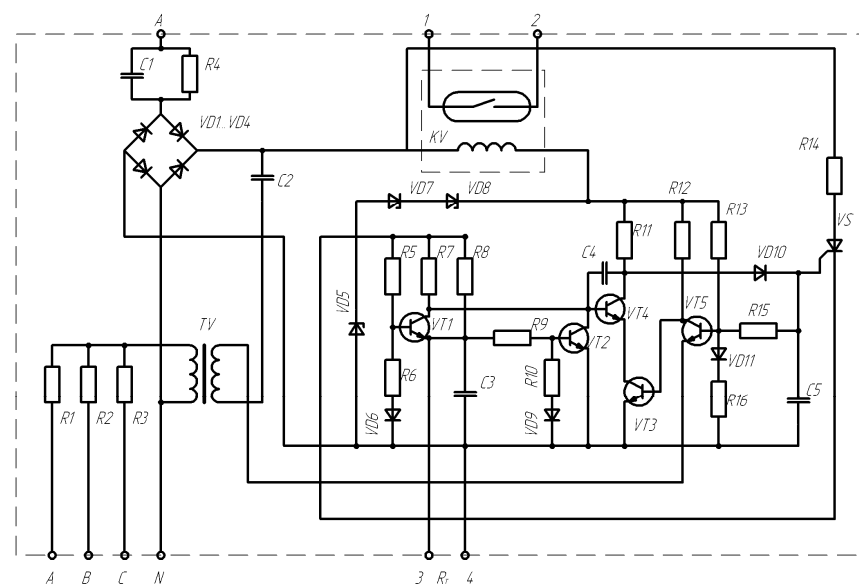 A
1
2
C1
R4
VD1...VD4
KV
R14
C2
VD7
VD8
R12
R13
VS
R5
R7
R8
C4
R11
VD10
VD5
VT1
R9
VT2
VT4
VT5
R15
TV
R6
C3
R10
VD11
R1
R2
R3
VD6
VD9
VT3
R16
C5
A
B
C
N
3
Rт
4